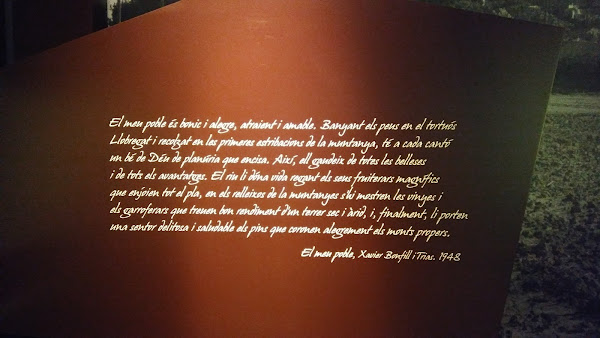 El meu poble és bonic i alegre, atraient i amable. Banyant els peus en el tortuós
Llobregat i recolzat en les primeres estribacions de la muntanya, té a cada cantó
un bé de Déu de planúria que encisa. Així, ell gaudeix de totes les belleses
i de tots els avantatges. El riu li dóna vida regant els seus fruiterars magnífics
que enjoien tot el pla, en els relleixos de la muntanyes s'hi mostren les vinyes i
els garroferars que treuen bon rendiment d'un terrer sec i àrid, i, finalment, li porten
una sentor delitosa i saludable els pins que coronen alegrement els monts propers.
El meu poble, Xavier Bonfill i Trias. 1948